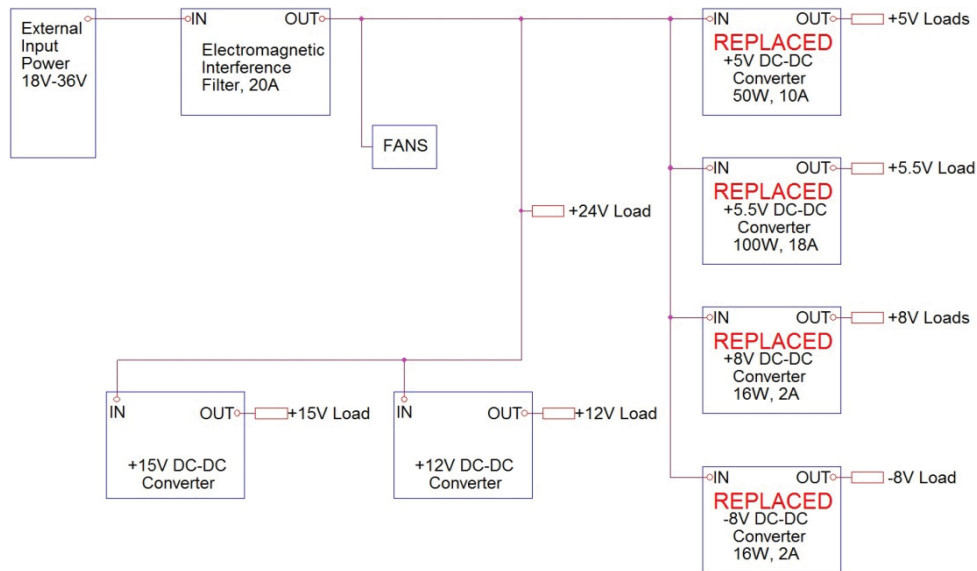 External
Input
Power
18V-36V
IN
OUT
Electromagnetic
Interference
Filter, 20A
FANS
+24V Load
IN
OUT
REPLACED
+5V DC-DC
Converter
50W, 10A
+5V Loads
IN
OUT
REPLACED
+5.5V DC-DC
Converter
100W, 18A
+5.5V Load
IN
OUT
REPLACED
+8V DC-DC
Converter
16W, 2A
+8V Loads
IN
OUT
REPLACED
-8V DC-DC
Converter
16W, 2A
-8V Load
IN
OUT
+15V Load
+15V DC-DC
Converter
IN
OUT
+12V Load
+12V DC-DC
Converter